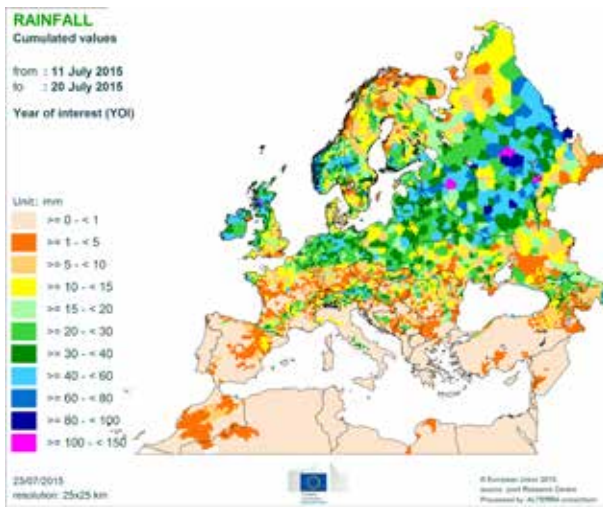 RAINFALL
Cumulated values
from : 11 July 2015
to : 20 July 2015
Year of interest (YOI)
Unit: mm
>= 0 - < 1
>= 1 - < 5
>= 5 - < 10
>= 10 - < 15
>= 15 - < 20
>= 20 - < 30
>= 30 - < 40
>= 40 - < 60
>= 60 - < 80
>= 80 - < 100
>= 100 - < 150
23/07/2015
resolution: 25x25 km
© European Union 2015
source: Joint Research Centre
Processed by ALTERRA consortium